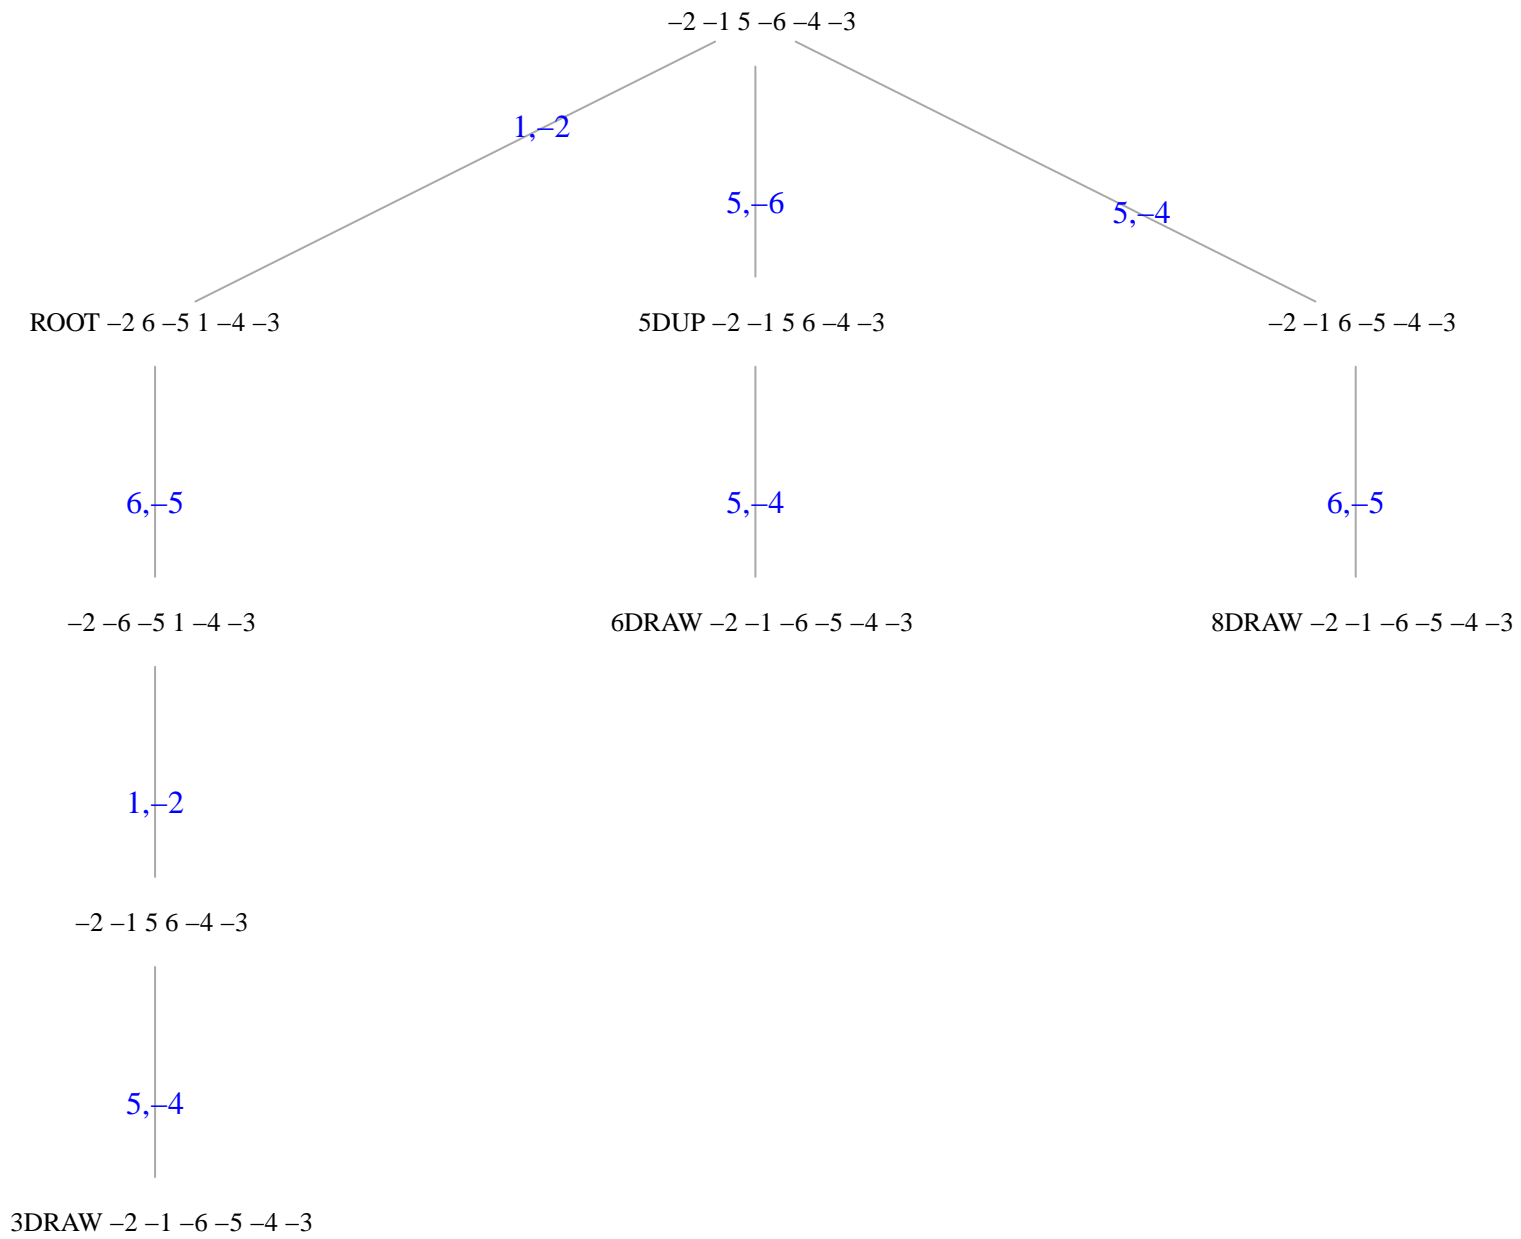 –2 –1 5 –6 –4 –3
1,–2
5,–6
5,–4
ROOT –2 6 –5 1 –4 –3
5DUP –2 –1 5 6 –4 –3
–2 –1 6 –5 –4 –3
6,–5
5,–4
6,–5
–2 –6 –5 1 –4 –3
6DRAW –2 –1 –6 –5 –4 –3
8DRAW –2 –1 –6 –5 –4 –3
1,–2
–2 –1 5 6 –4 –3
5,–4
3DRAW –2 –1 –6 –5 –4 –3